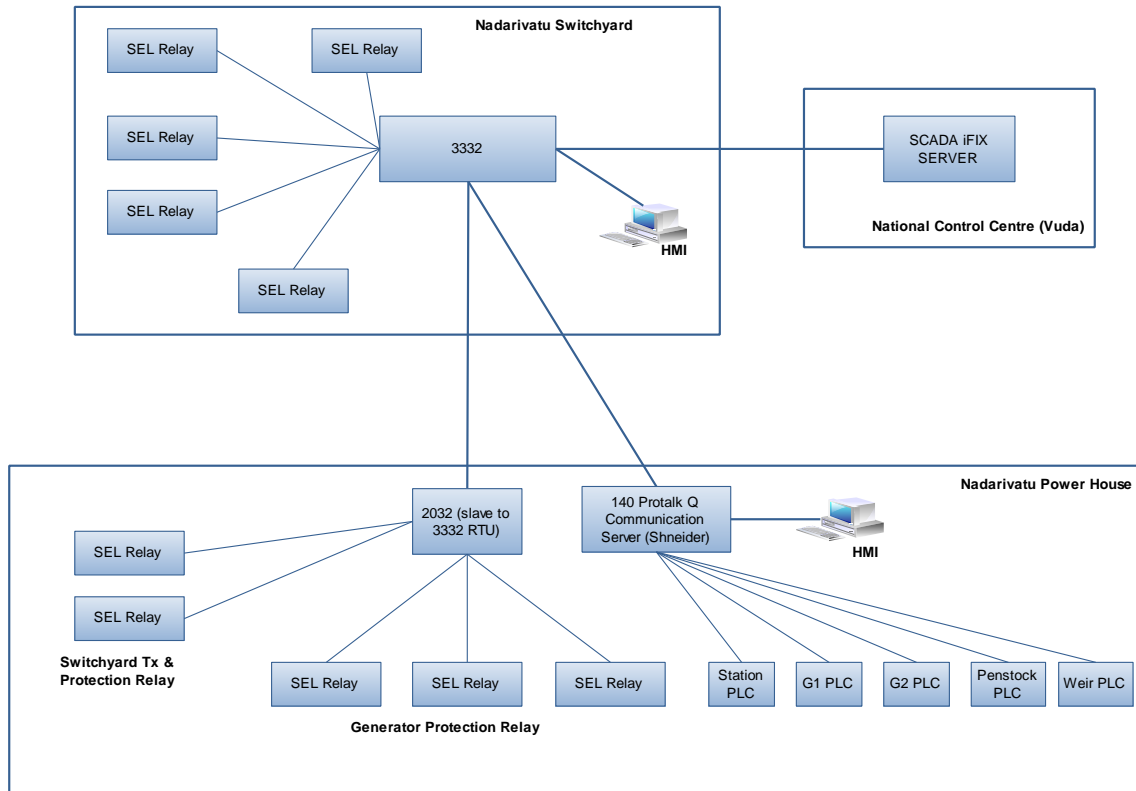 Nadarivatu Switchyard
SEL Relay
SEL Relay
SEL Relay
3332
SEL Relay
SEL Relay
HMI
SCADA iFIX
SERVER
National Control Centre (Vuda)
Nadarivatu Power House
2032 (slave to
3332 RTU)
140 Protalk Q
Communication
Server (Shneider)
HMI
SEL Relay
SEL Relay
Switchyard Tx &
Protection Relay
SEL Relay
SEL Relay
SEL Relay
Generator Protection Relay
Station
PLC
G1 PLC
G2 PLC
Penstock
PLC
Weir PLC
SEL Relay